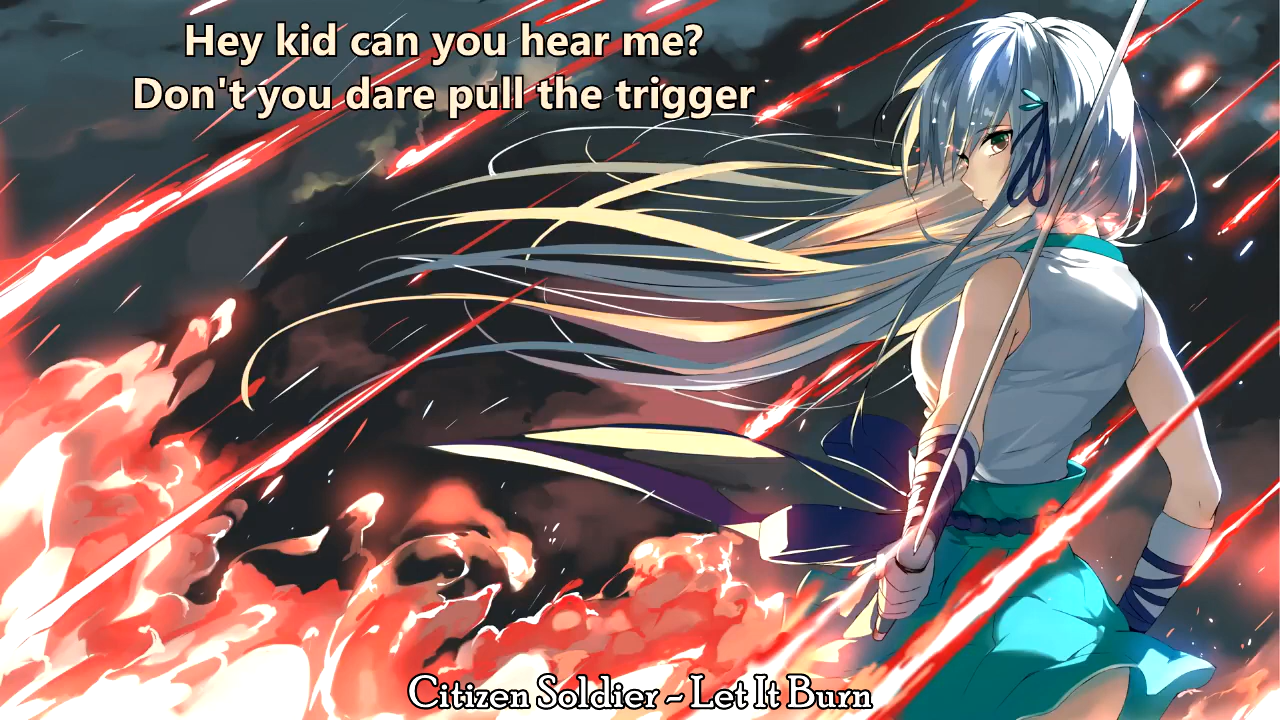 Hey kid can you hear me?
Don't you dare pull the trigger
Citizen Soldier ~ Let It Burn